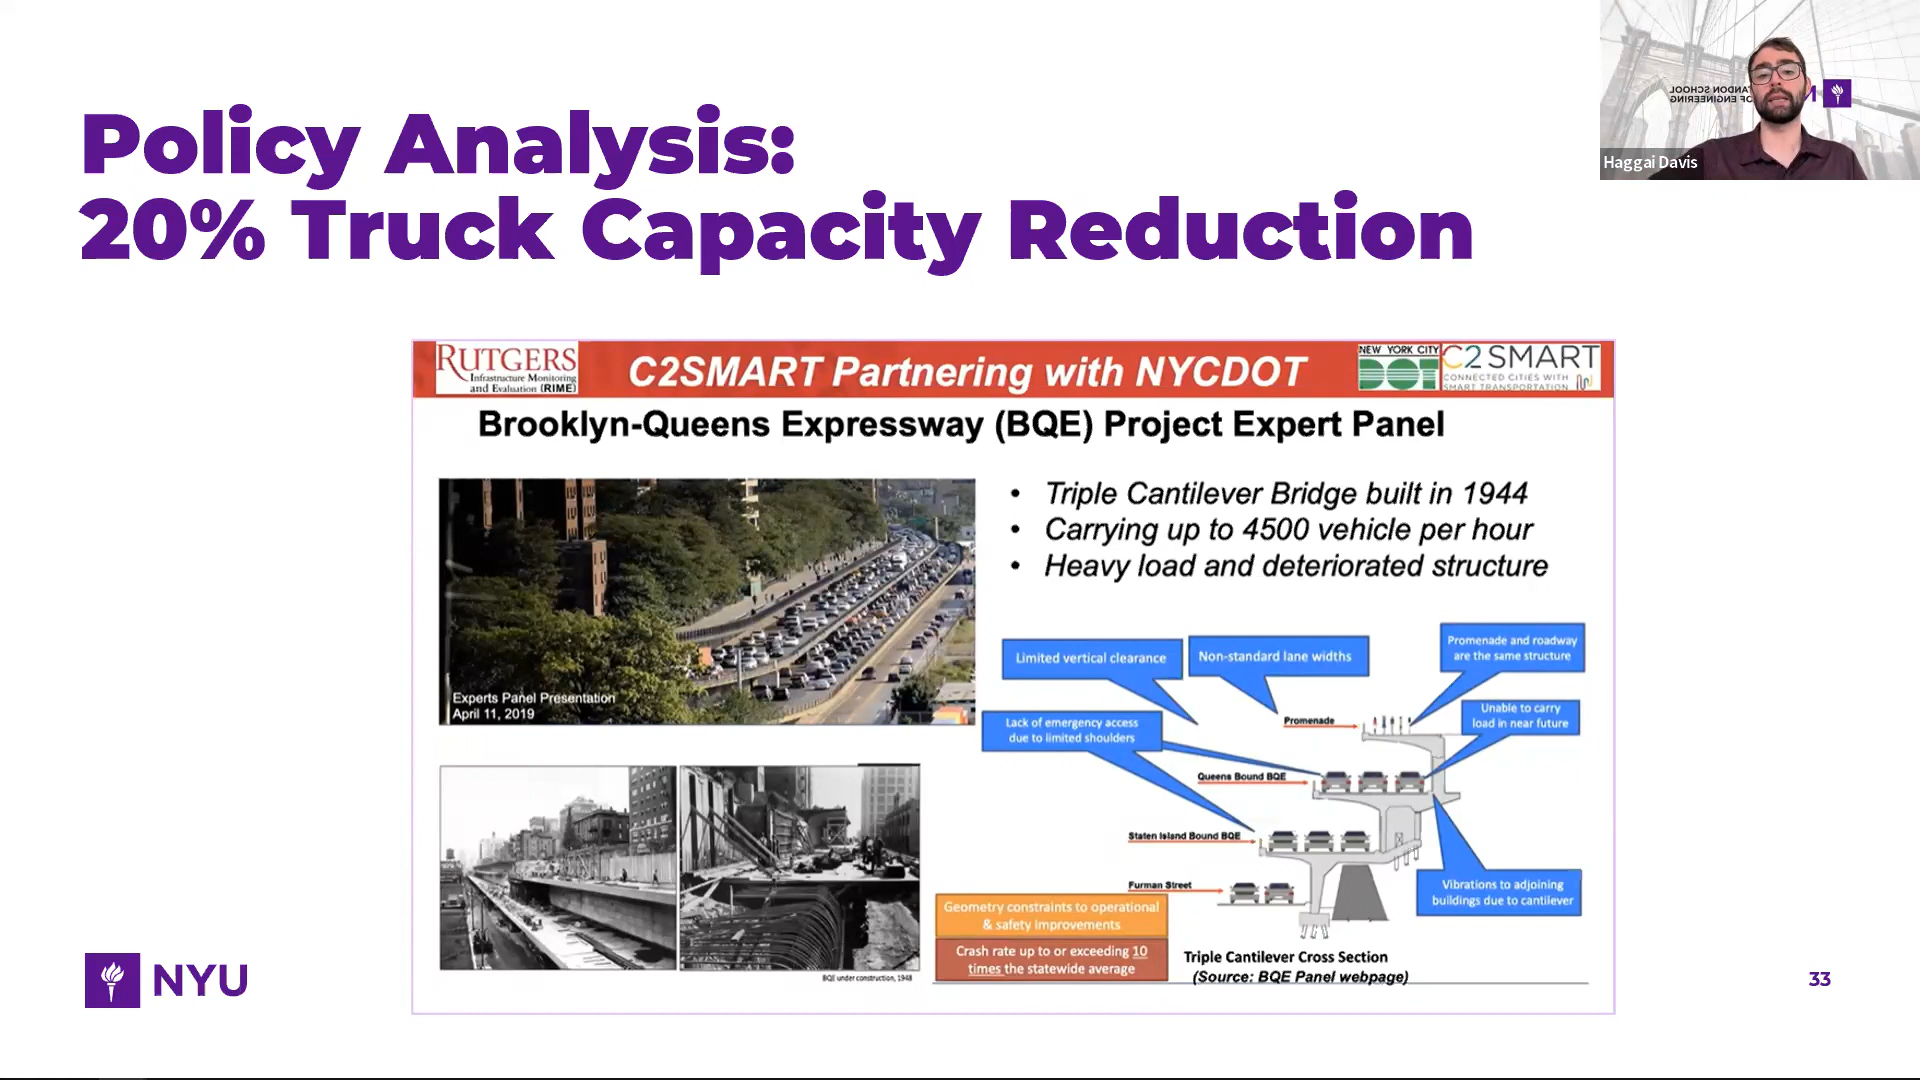 Policy Analysis:
20% Truck Capacity Reduction
TANDON SCHOOL
OF ENGINEERING
Haggai Davis
RUTGERS
Infrastructure Monitoring
and Evaluation (RIME)
C2SMART Partnering with NYCDOT
NEW YORK CITY
DOT
C2SMART
CONNECTED CITIES WITH
SMART TRANSPORTATION
Brooklyn-Queens Expressway (BQE) Project Expert Panel
• Triple Cantilever Bridge built in 1944
• Carrying up to 4500 vehicle per hour
• Heavy load and deteriorated structure
Experts Panel Presentation
April 11, 2019
Limited vertical clearance
Non-standard lane widths
Promenade and roadway
are the same structure
Lack of emergency access
due to limited shoulders
Unable to carry
load in near future
Promenade
Queens Bound BQE
Staten Island Bound BQE
Furman Street
Vibrations to adjoining
buildings due to cantilever
Geometry constraints to operational
& safety improvements
Crash rate up to or exceeding 10
times the statewide average
Triple Cantilever Cross Section
(Source: BQE Panel webpage)
BQE under construction, 1948
NYU
33